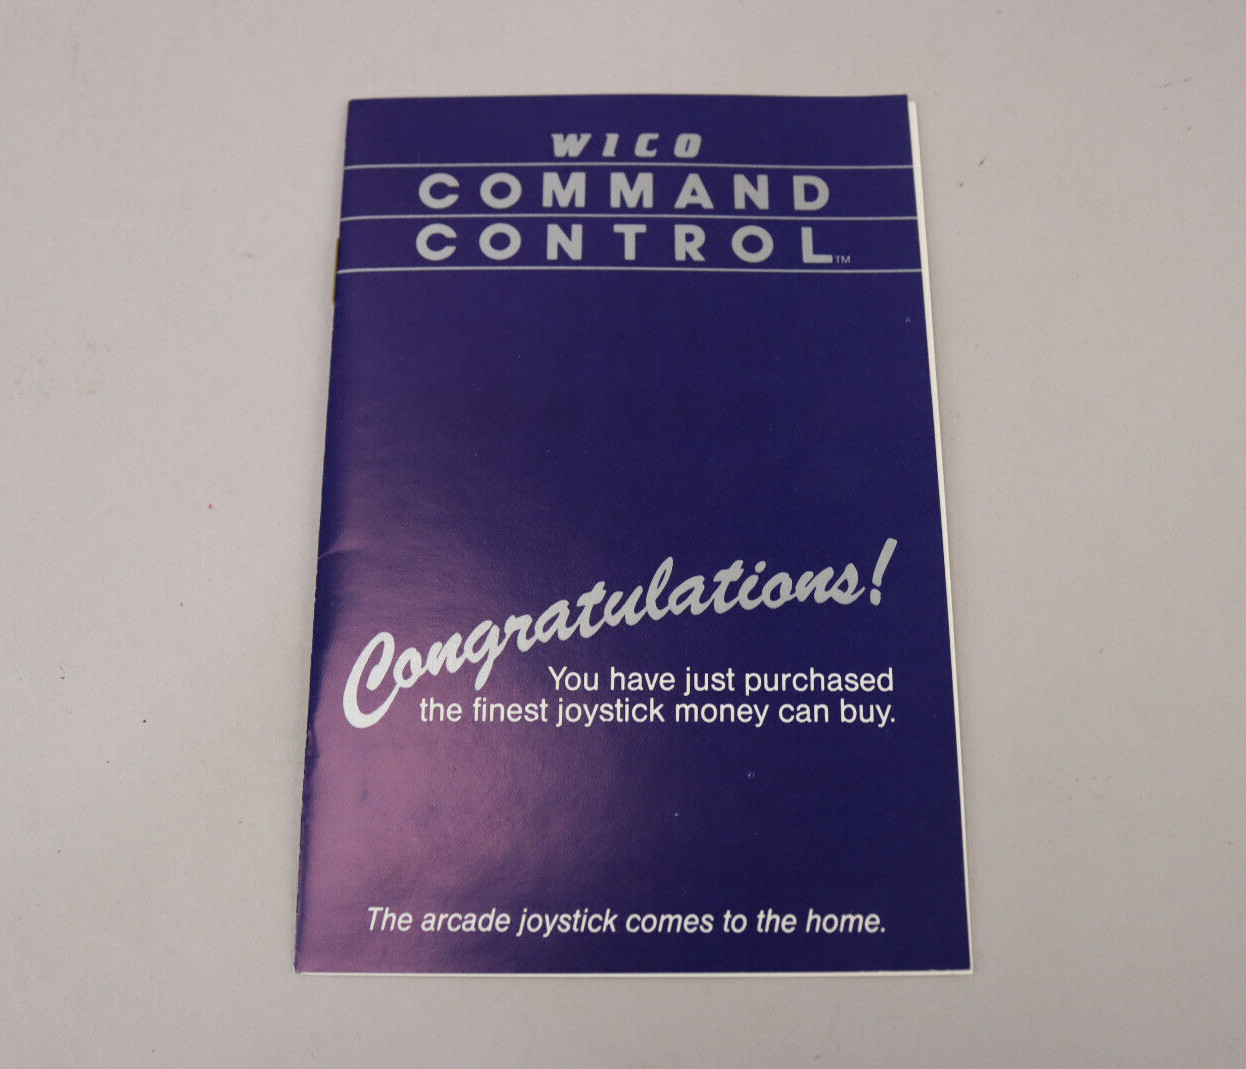 WICO
COMMAND
CONTROL™
Congratulations!
You have just purchased
the finest joystick money can buy.
The arcade joystick comes to the home.